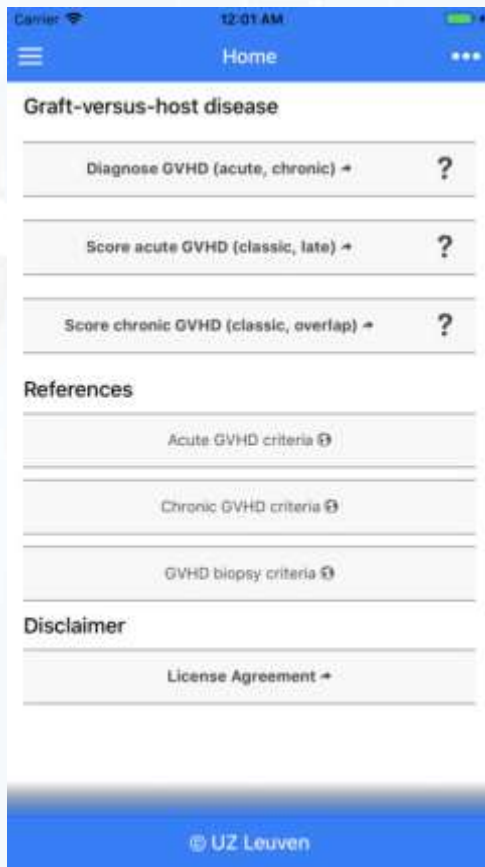 Carrier 12:01 AM
Home
Graft-versus-host disease
Diagnose GVHD (acute, chronic)
?
Score acute GVHD (classic, late)
?
Score chronic GVHD (classic, overlap)
?
References
Acute GVHD criteria
Chronic GVHD criteria
GVHD biopsy criteria
Disclaimer
License Agreement
© UZ Leuven